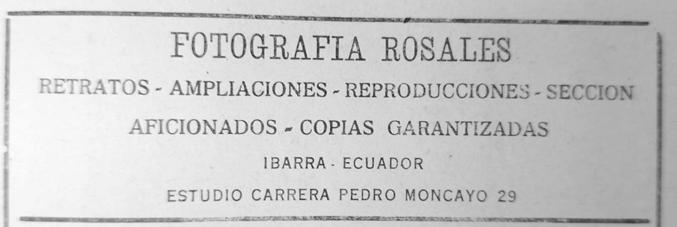 FOTOGRAFIA ROSALES
RETRATOS - AMPLIACIONES - REPRODUCCIONES - SECCION
AFICIONADOS - COPIAS GARANTIZADAS
IBARRA - ECUADOR
ESTUDIO CARRERA PEDRO MONCAYO 29